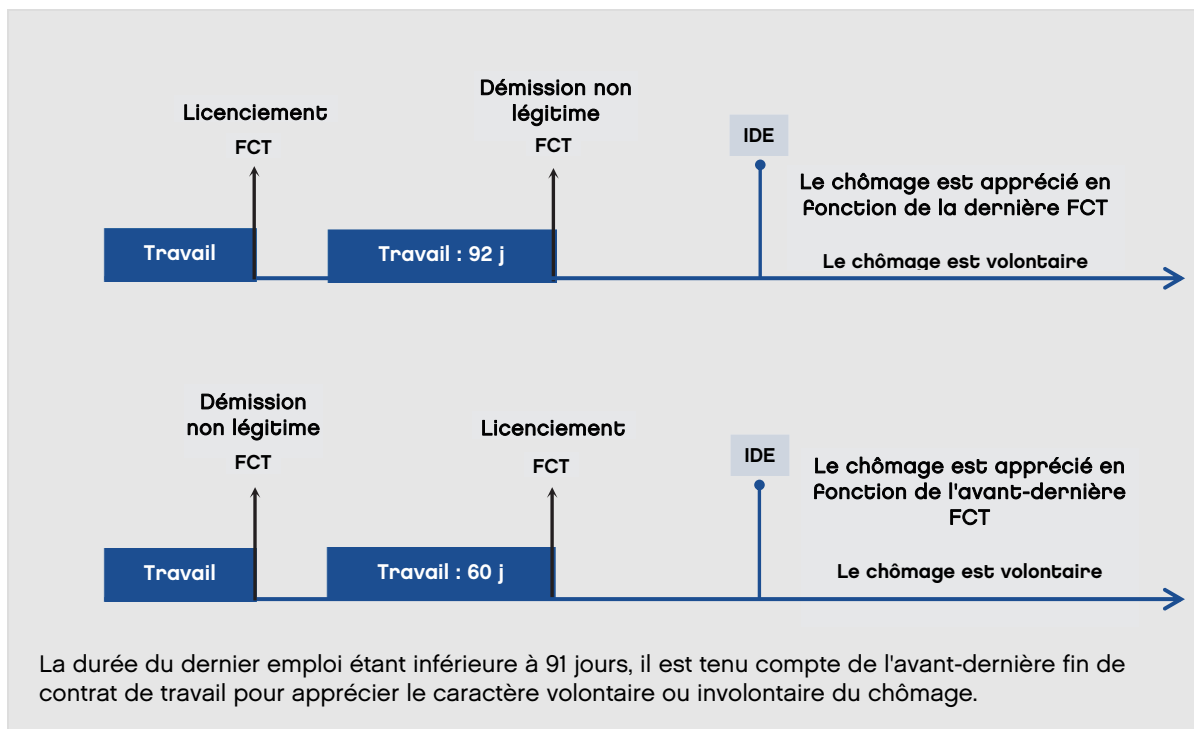 Licenciement
FCT
Démission non
légitime
FCT
IDE
Le chômage est apprécié en
fonction de la dernière FCT
Le chômage est volontaire
Travail
Travail : 92 j
Démission
non légitime
FCT
Licenciement
FCT
IDE
Le chômage est apprécié en
fonction de l'avant-dernière
FCT
Le chômage est volontaire
Travail
Travail : 60 j
La durée du dernier emploi étant inférieure à 91 jours, il est tenu compte de l'avant-dernière fin de
contrat de travail pour apprécier le caractère volontaire ou involontaire du chômage.